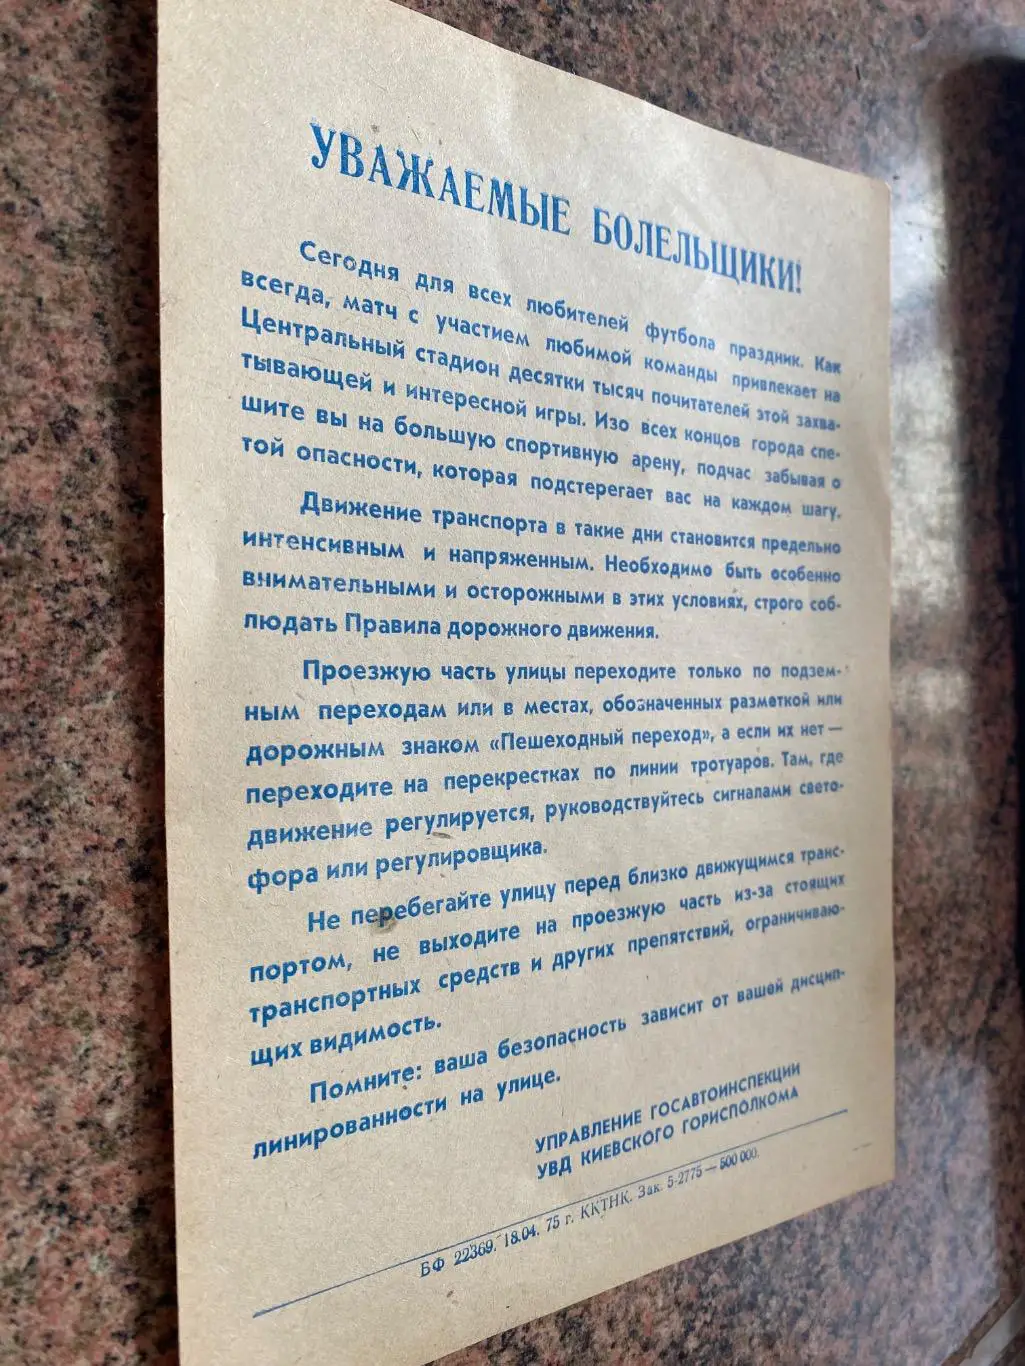 УВАЖАЕМЫЕ БОЛЕЛЬЩИКИ!
Сегодня для всех любителей футбола праздник. Как
всегда, матч с участием любимой команды привлекает на
Центральный стадион десятки тысяч почитателей этой захва-
тывающей и интересной игры. Изо всех концов города спе-
шите вы на большую спортивную арену, подчас забывая о
той опасности, которая подстерегает вас на каждом шагу.
Движение транспорта в такие дни становится предельно
интенсивным и напряженным. Необходимо быть особенно
внимательными и осторожными в этих условиях, строго соб-
людать Правила дорожного движения.
Проезжую часть улицы переходите только по подзем-
ным переходам или в местах, обозначенных разметкой или
дорожным знаком «Пешеходный переход», а если их нет —
переходите на перекрестках по линии тротуаров. Там, где
движение регулируется, руководствуйтесь сигналами свето-
фора или регулировщика.
Не перебегайте улицу перед близко движущимся транс-
портом, не выходите на проезжую часть из-за стоящих
транспортных средств и других препятствий, ограничиваю-
щих видимость.
Помните: ваша безопасность зависит от вашей дисцип-
линированности на улице.
УПРАВЛЕНИЕ ГОСАВТОИНСПЕКЦИИ
УВД КИЕВСКОГО ГОРИСПОЛКОМА
БФ 22369. 18.04. 75 г. ККТНК. Зак. 5-2775 — 500 000.